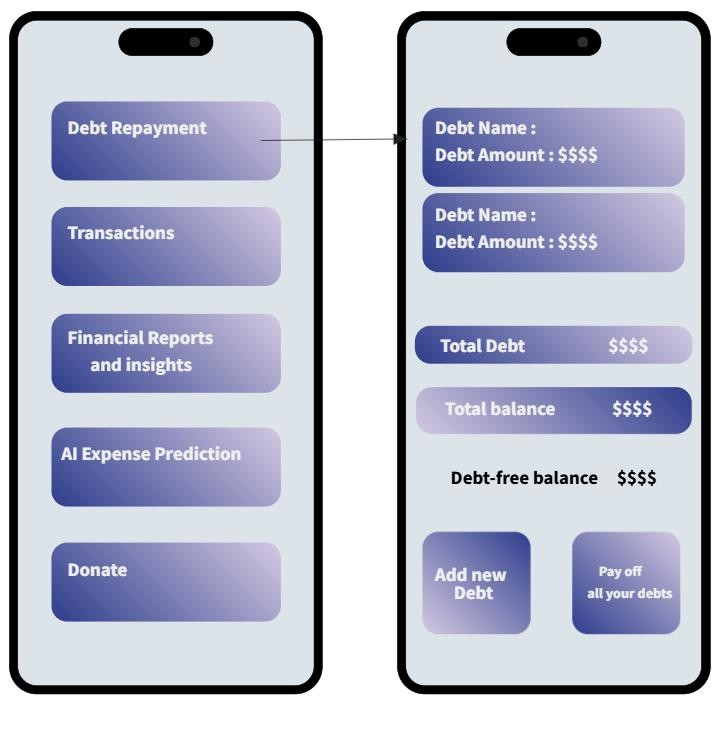 Debt Repayment
Transactions
Financial Reports
and insights
AI Expense Prediction
Donate
Debt Name :
Debt Amount : $$$$
Debt Name :
Debt Amount : $$$$
Total Debt $$$$
Total balance $$$$
Debt-free balance $$$$
Add new
Debt
Pay off
all your debts